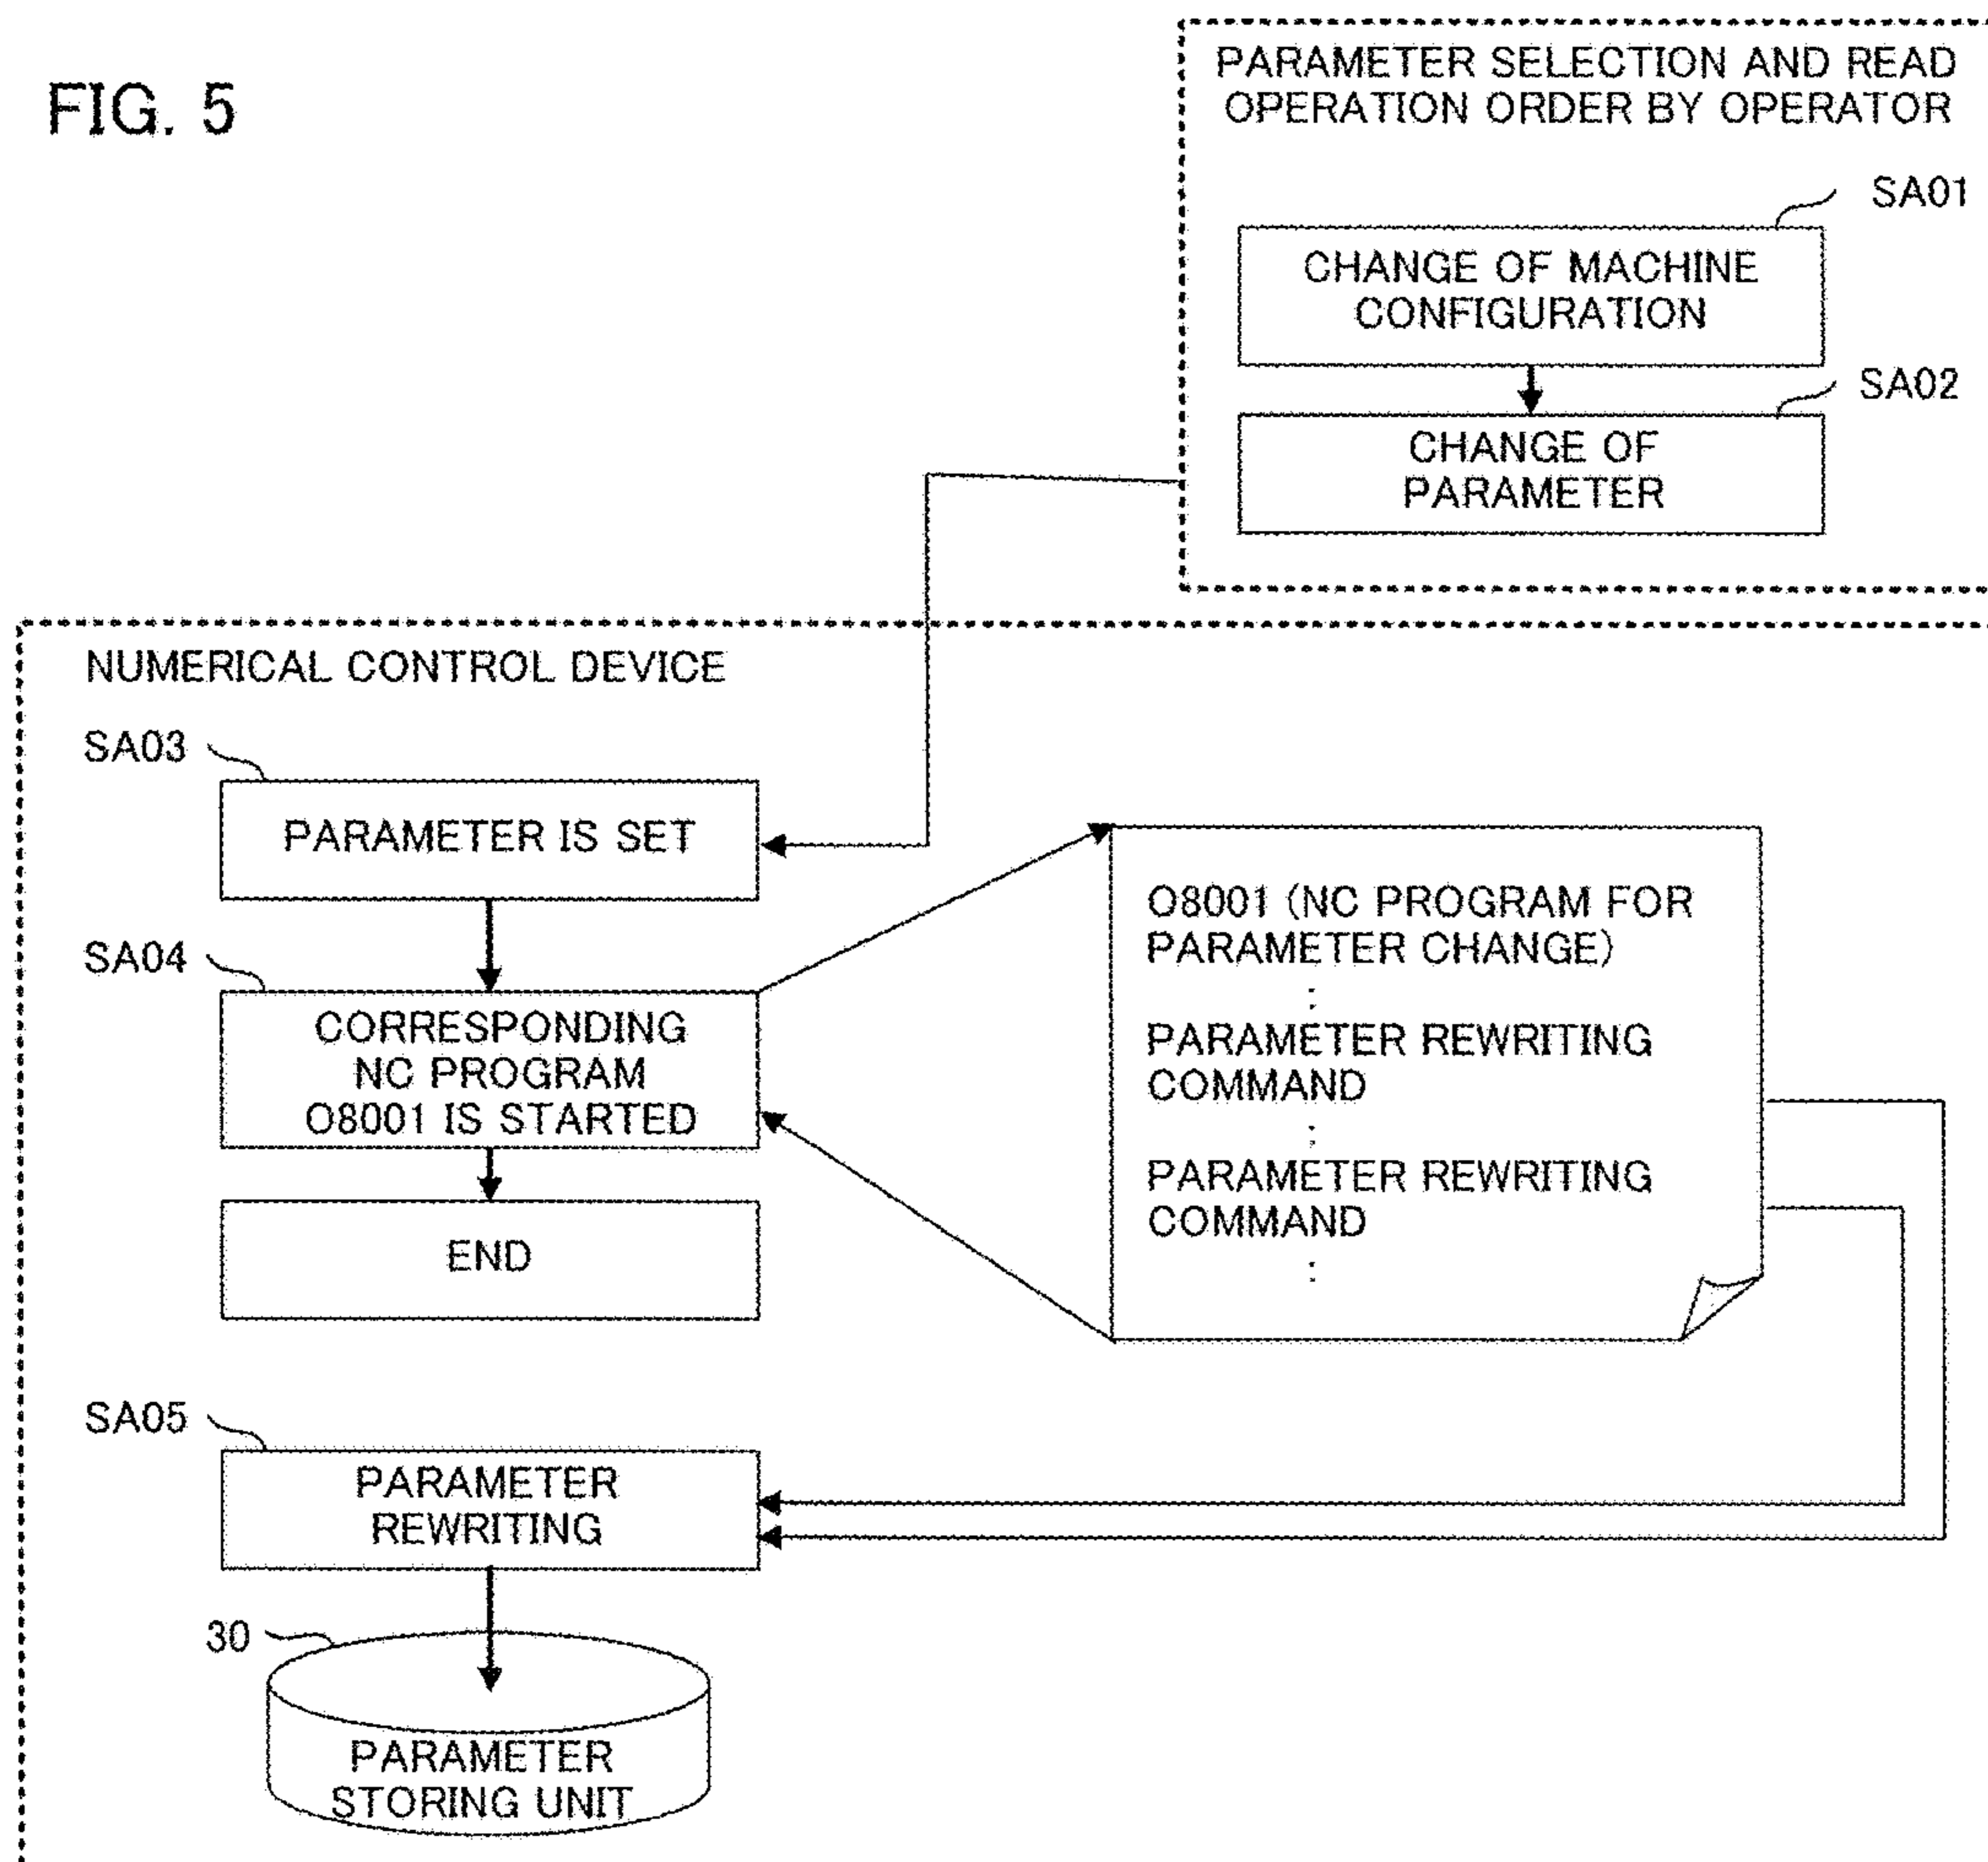 FIG. 5
PARAMETER SELECTION AND READ
OPERATION ORDER BY OPERATOR
SA01
CHANGE OF MACHINE
CONFIGURATION
SA02
CHANGE OF
PARAMETER
NUMERICAL CONTROL DEVICE
SA03
PARAMETER IS SET
SA04
CORRESPONDING
NC PROGRAM
O8001 IS STARTED
END
O8001 (NC PROGRAM FOR
PARAMETER CHANGE)
:
PARAMETER REWRITING
COMMAND
:
PARAMETER REWRITING
COMMAND
:
SA05
PARAMETER
REWRITING
30
PARAMETER
STORING UNIT